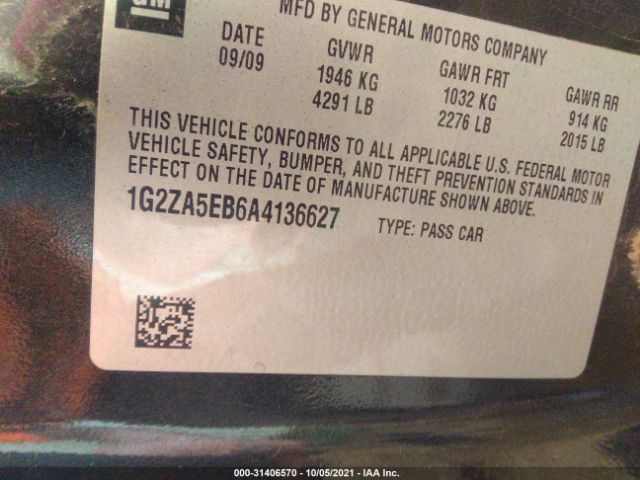 GM
MFD BY GENERAL MOTORS COMPANY
DATE GVWR GAWR FRT GAWR RR
09/09 1946 KG 1032 KG 914 KG
4291 LB 2276 LB 2015 LB
THIS VEHICLE CONFORMS TO ALL APPLICABLE U.S. FEDERAL MOTOR
VEHICLE SAFETY, BUMPER, AND THEFT PREVENTION STANDARDS IN
EFFECT ON THE DATE OF MANUFACTURE SHOWN ABOVE.
1G2ZA5EB6A4136627 TYPE: PASS CAR
000-31406570 - 10/05/2021 - IAA Inc.